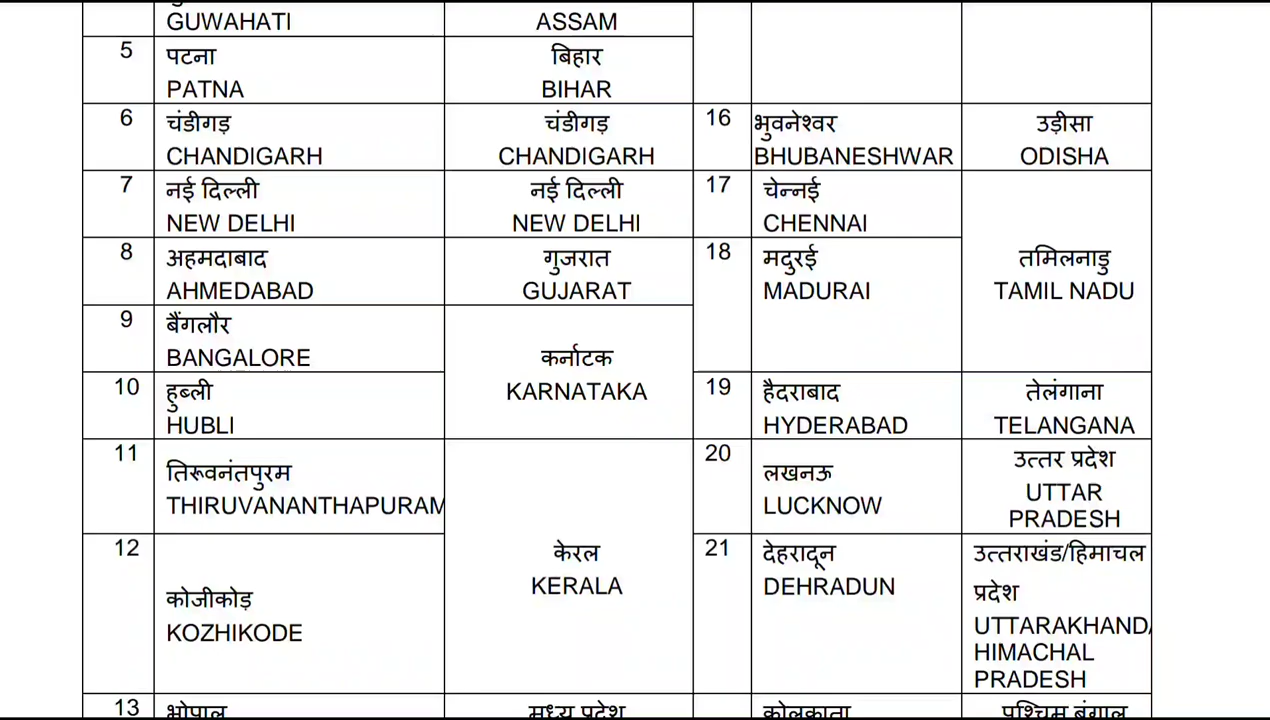 GUWAHATI ASSAM
5 पटना बिहार
PATNA BIHAR
6 चंडीगड़ चंडीगड़ 16 भुवनेश्वर उड़ीसा
CHANDIGARH CHANDIGARH BHUBANESHWAR ODISHA
7 नई दिल्ली नई दिल्ली 17 चेन्नई
NEW DELHI NEW DELHI CHENNAI
8 अहमदाबाद गुजरात 18 मदुरई तमिलनाडु
AHMEDABAD GUJARAT MADURAI TAMIL NADU
9 बैंगलौर
BANGALORE कर्नाटक
10 हुब्ली KARNATAKA 19 हैदराबाद तेलंगाना
HUBLI HYDERABAD TELANGANA
11 तिरूवनंतपुरम 20 लखनऊ उत्तर प्रदेश
THIRUVANANTHAPURAM LUCKNOW UTTAR
PRADESH
12 केरल 21 देहरादून उत्तराखंड/हिमाचल
KERALA DEHRADUN प्रदेश
कोजीकोड़
KOZHIKODE UTTARAKHAND/
HIMACHAL
PRADESH
13 भोपाल मध्य प्रदेश कोलकाता पश्चिम बंगाल